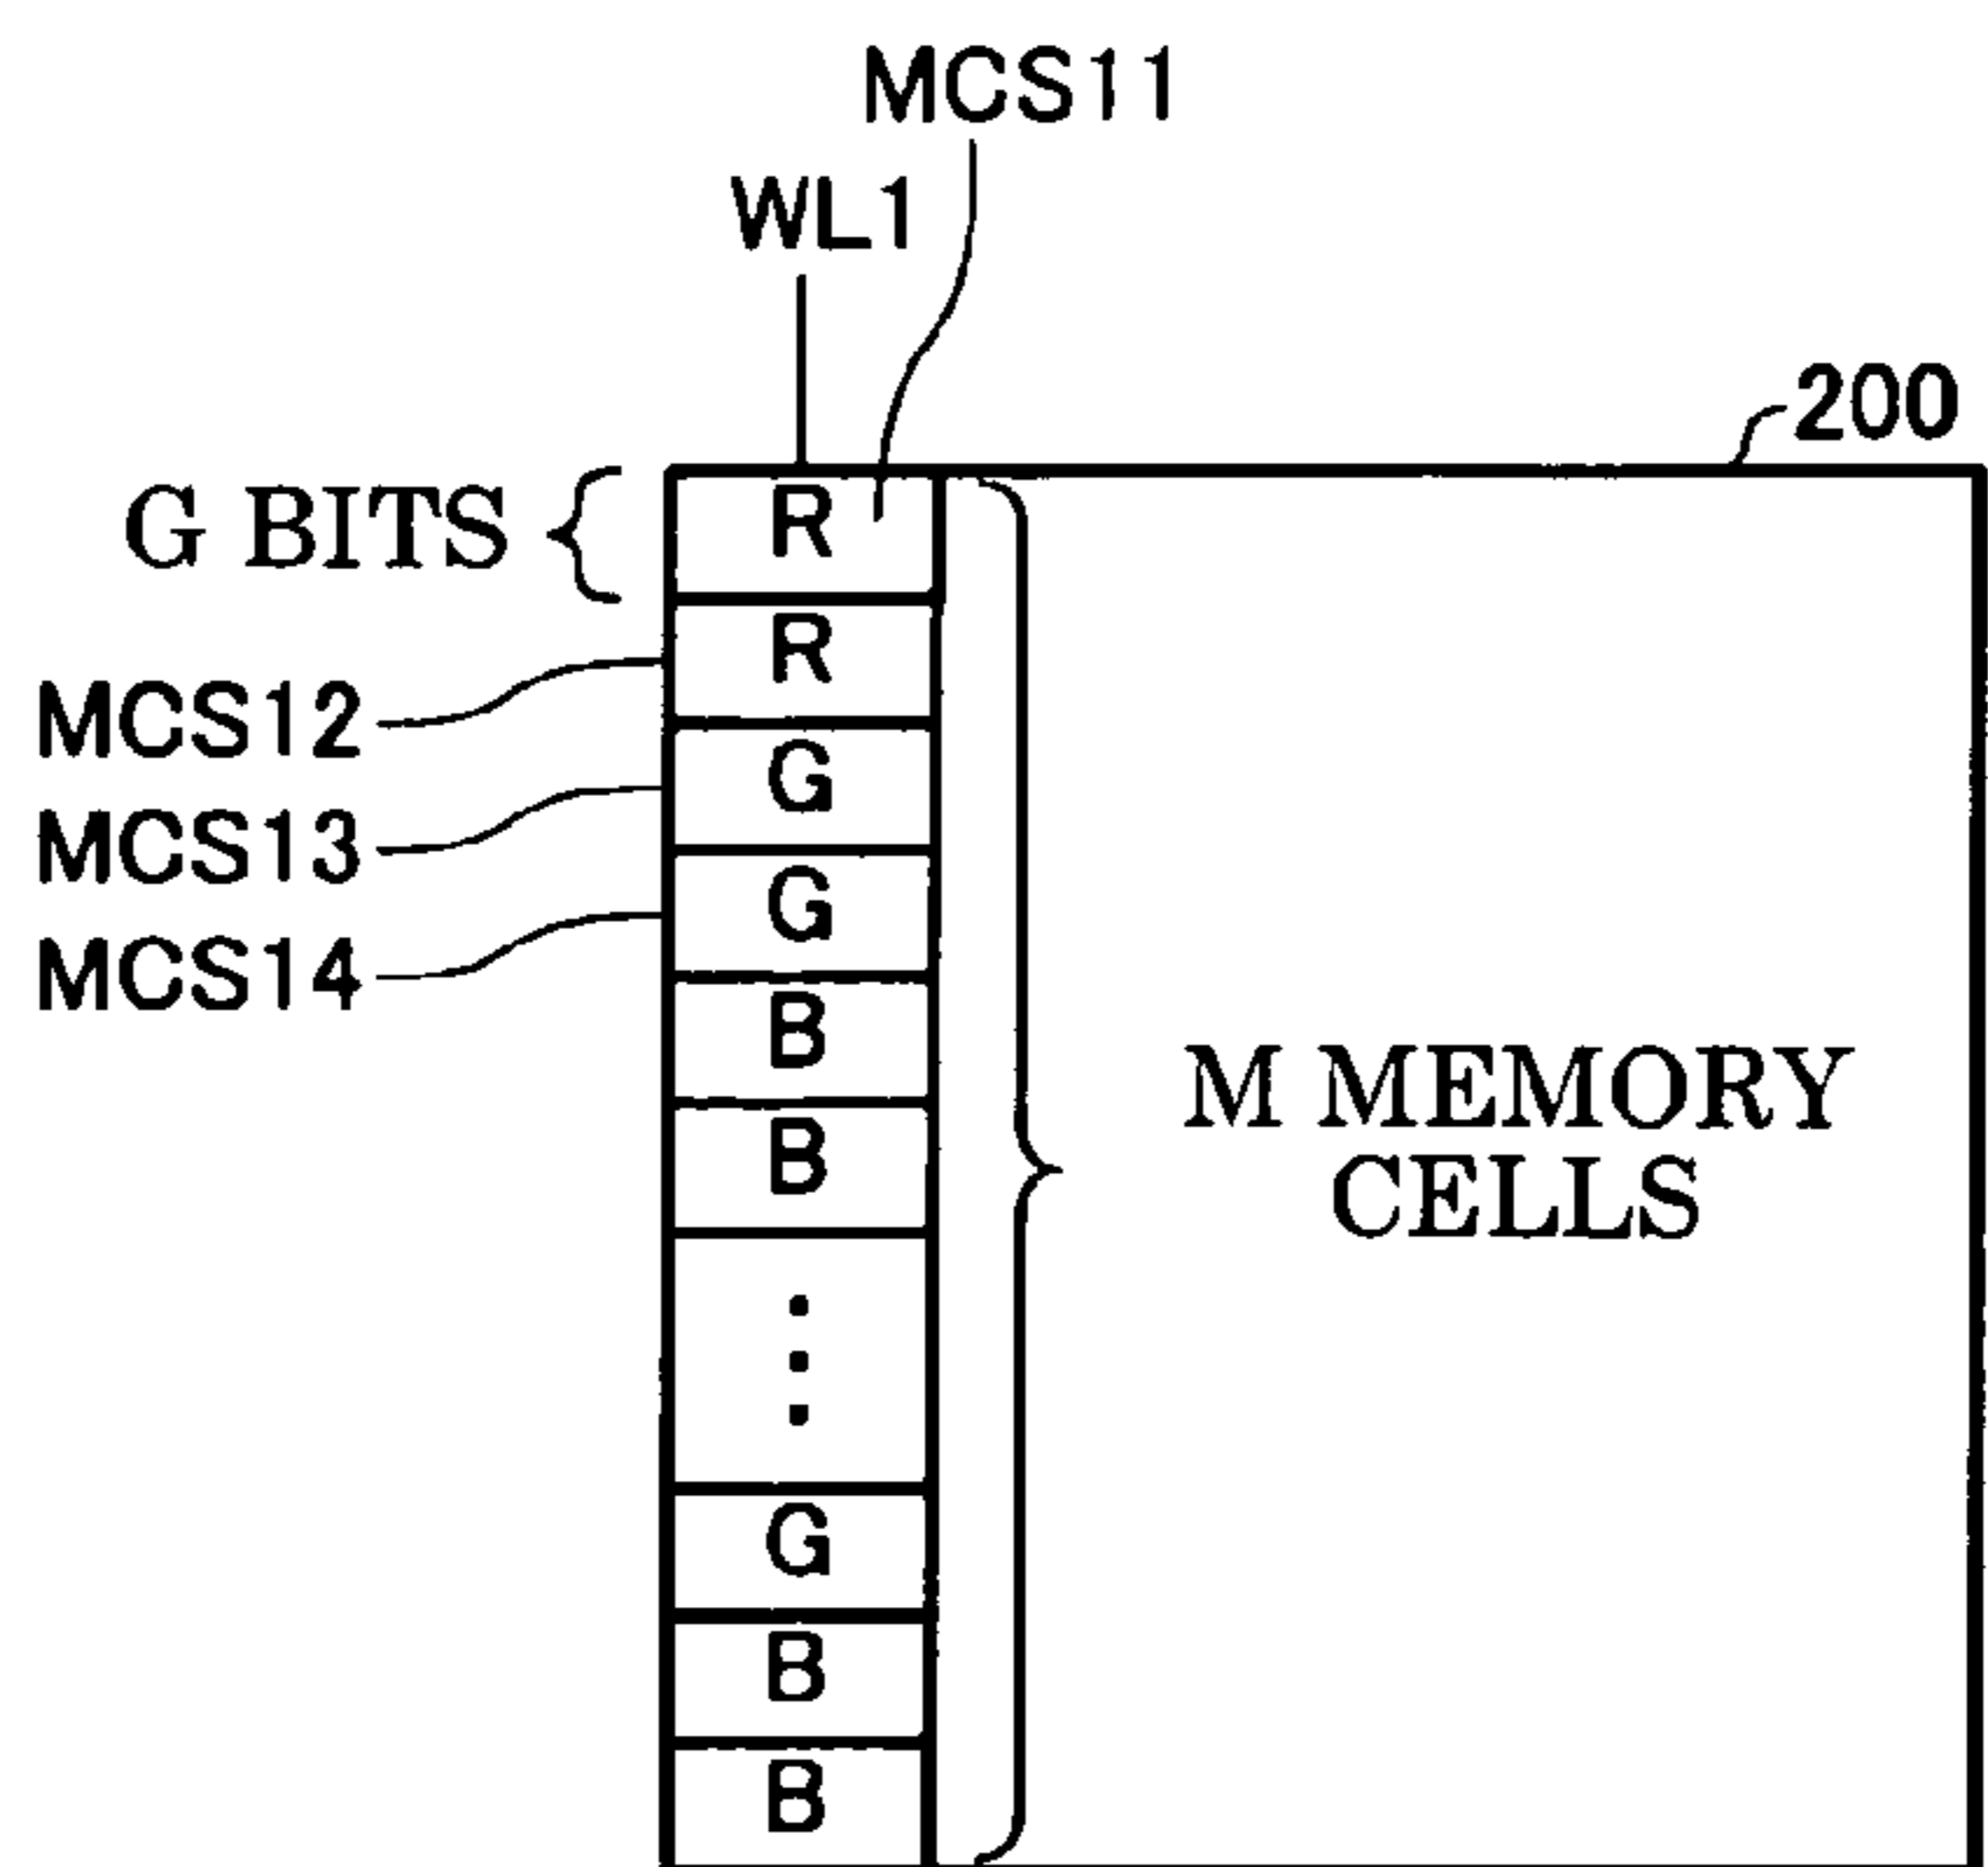 MCS11
WL1
200
G BITS
R
R
MCS12
G
MCS13
G
MCS14
B
M MEMORY
CELLS
B
G
B
B